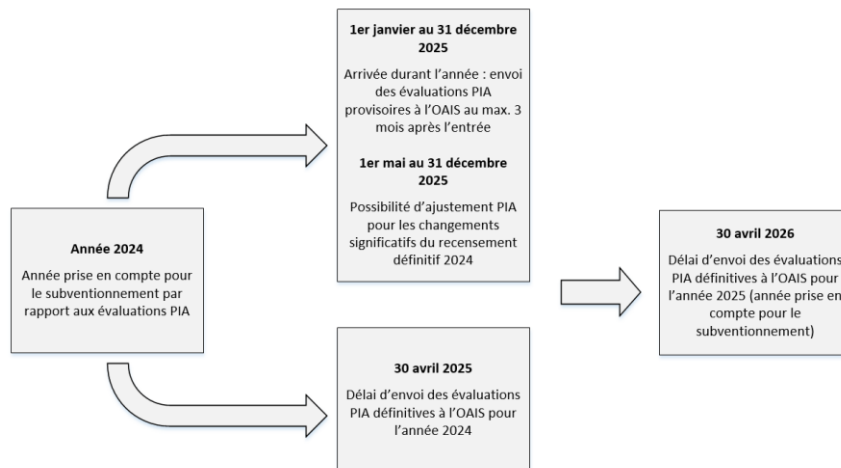 1er janvier au 31 décembre
2025
Arrivée durant l’année : envoi
des évaluations PIA
provisoires à l’OAIS au max. 3
mois après l’entrée
1er mai au 31 décembre
2025
Possibilité d’ajustement PIA
pour les changements
significatifs du recensement
définitif 2024
Année 2024
Année prise en compte pour
le subventionnement par
rapport aux évaluations PIA
30 avril 2025
Délai d’envoi des évaluations
PIA définitives à l’OAIS pour
l’année 2024
30 avril 2026
Délai d’envoi des évaluations
PIA définitives à l’OAIS pour
l’année 2025 (année prise en
compte pour le
subventionnement)